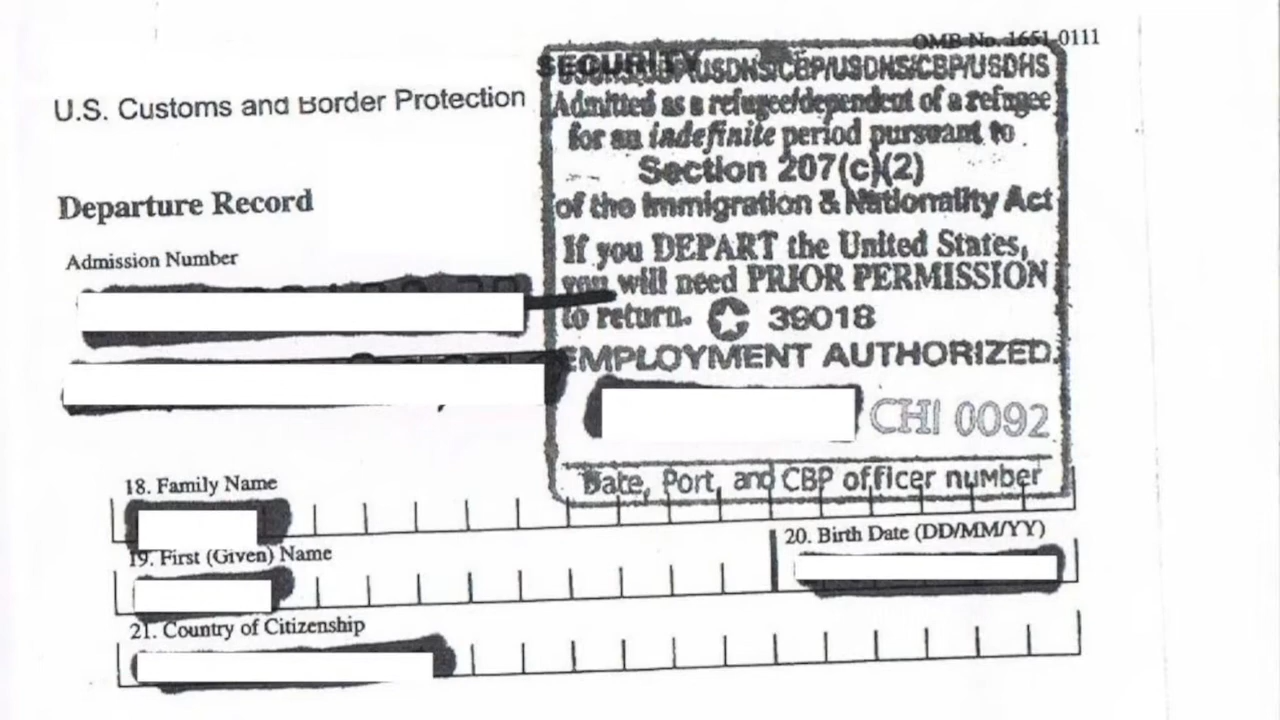 OMB No. 1651-0111
U.S. Customs and Border Protection
Departure Record
Admission Number
SECURITY
USDHS/CBP/USDHS/CBP/USDHS
Admitted as a refugee/dependent of a refugee
for an indefinite period pursuant to
Section 207(c)(2)
of the Immigration & Nationality Act
If you DEPART the United States,
you will need PRIOR PERMISSION
to return. 39018
EMPLOYMENT AUTHORIZED.
CHI 0092
Date, Port, and CBP officer number
18. Family Name
19. First (Given) Name
20. Birth Date (DD/MM/YY)
21. Country of Citizenship